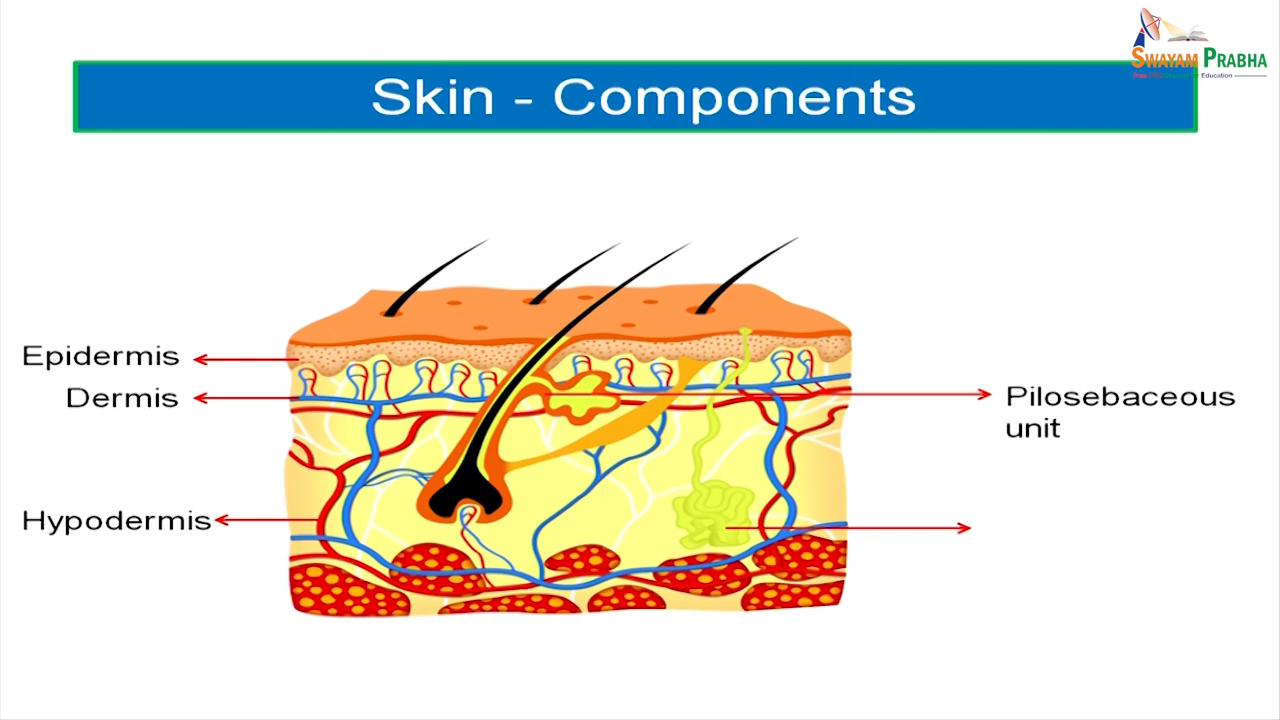 SWAYAM PRABHA
Skin - Components
Epidermis
Dermis
Hypodermis
Pilosebaceous
unit